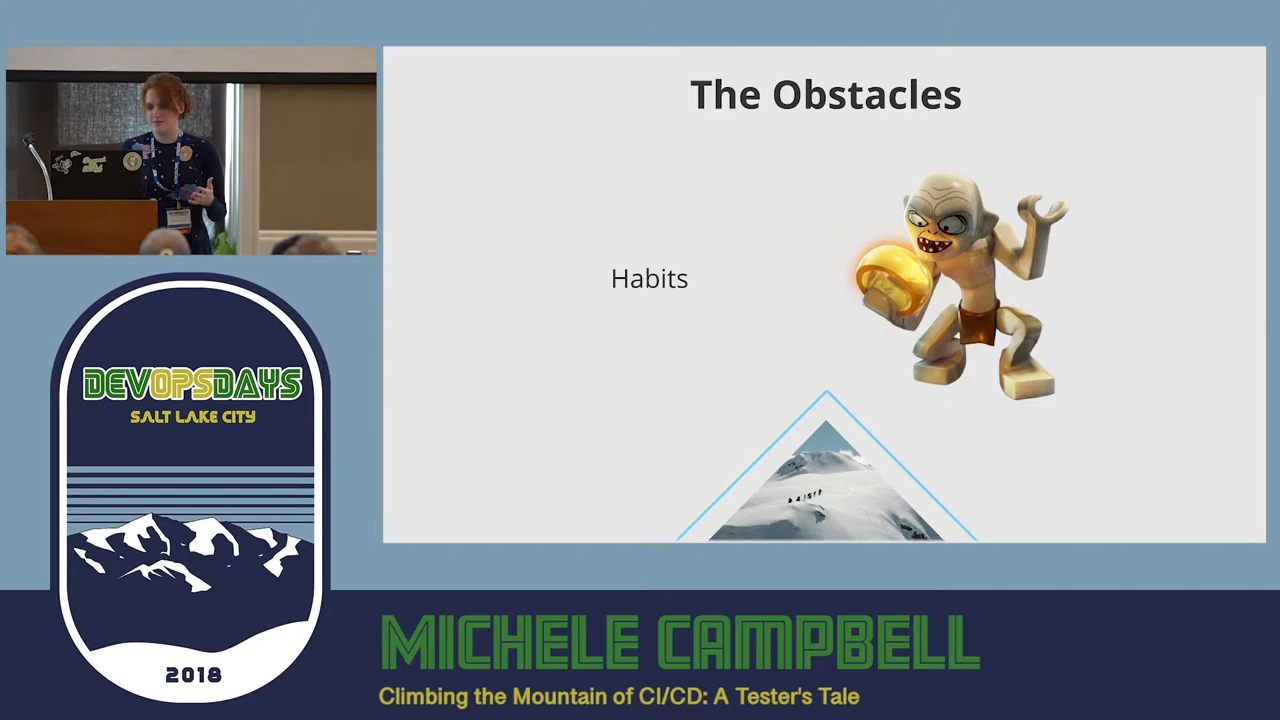 The Obstacles
Habits
DEVOPSDAYS
SALT LAKE CITY
2018
MICHELE CAMPBELL
Climbing the Mountain of CI/CD: A Tester's Tale